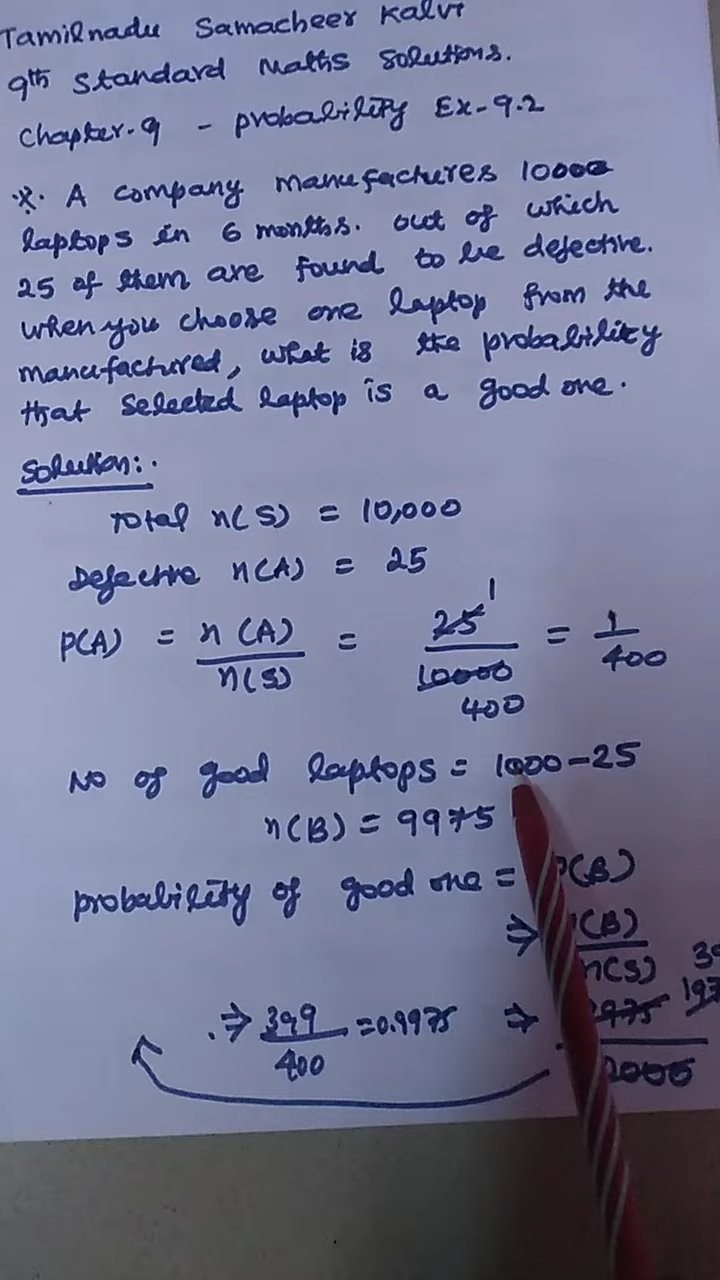 Tamilnadu Samacheer Kalvi
9th Standard Maths Solutions.
Chapter.9 - probability Ex-9.2
*. A company manufactures 10000
laptops in 6 months. out of which
25 of them are found to be defective.
when you choose one laptop from the
manufactured, what is the probability
that selected laptop is a good one.
Solution:.
Total n(S) = 10,000
Defective n(A) = 25
P(A) = n(A)/n(S) = 25/10000 = 1/400
1
400
No of good laptops = 1000-25
n(B) = 9975
probability of good one = P(B)
⇒ (B)/n(S)
.⇒ 399/400 = 0.9975 ⇒